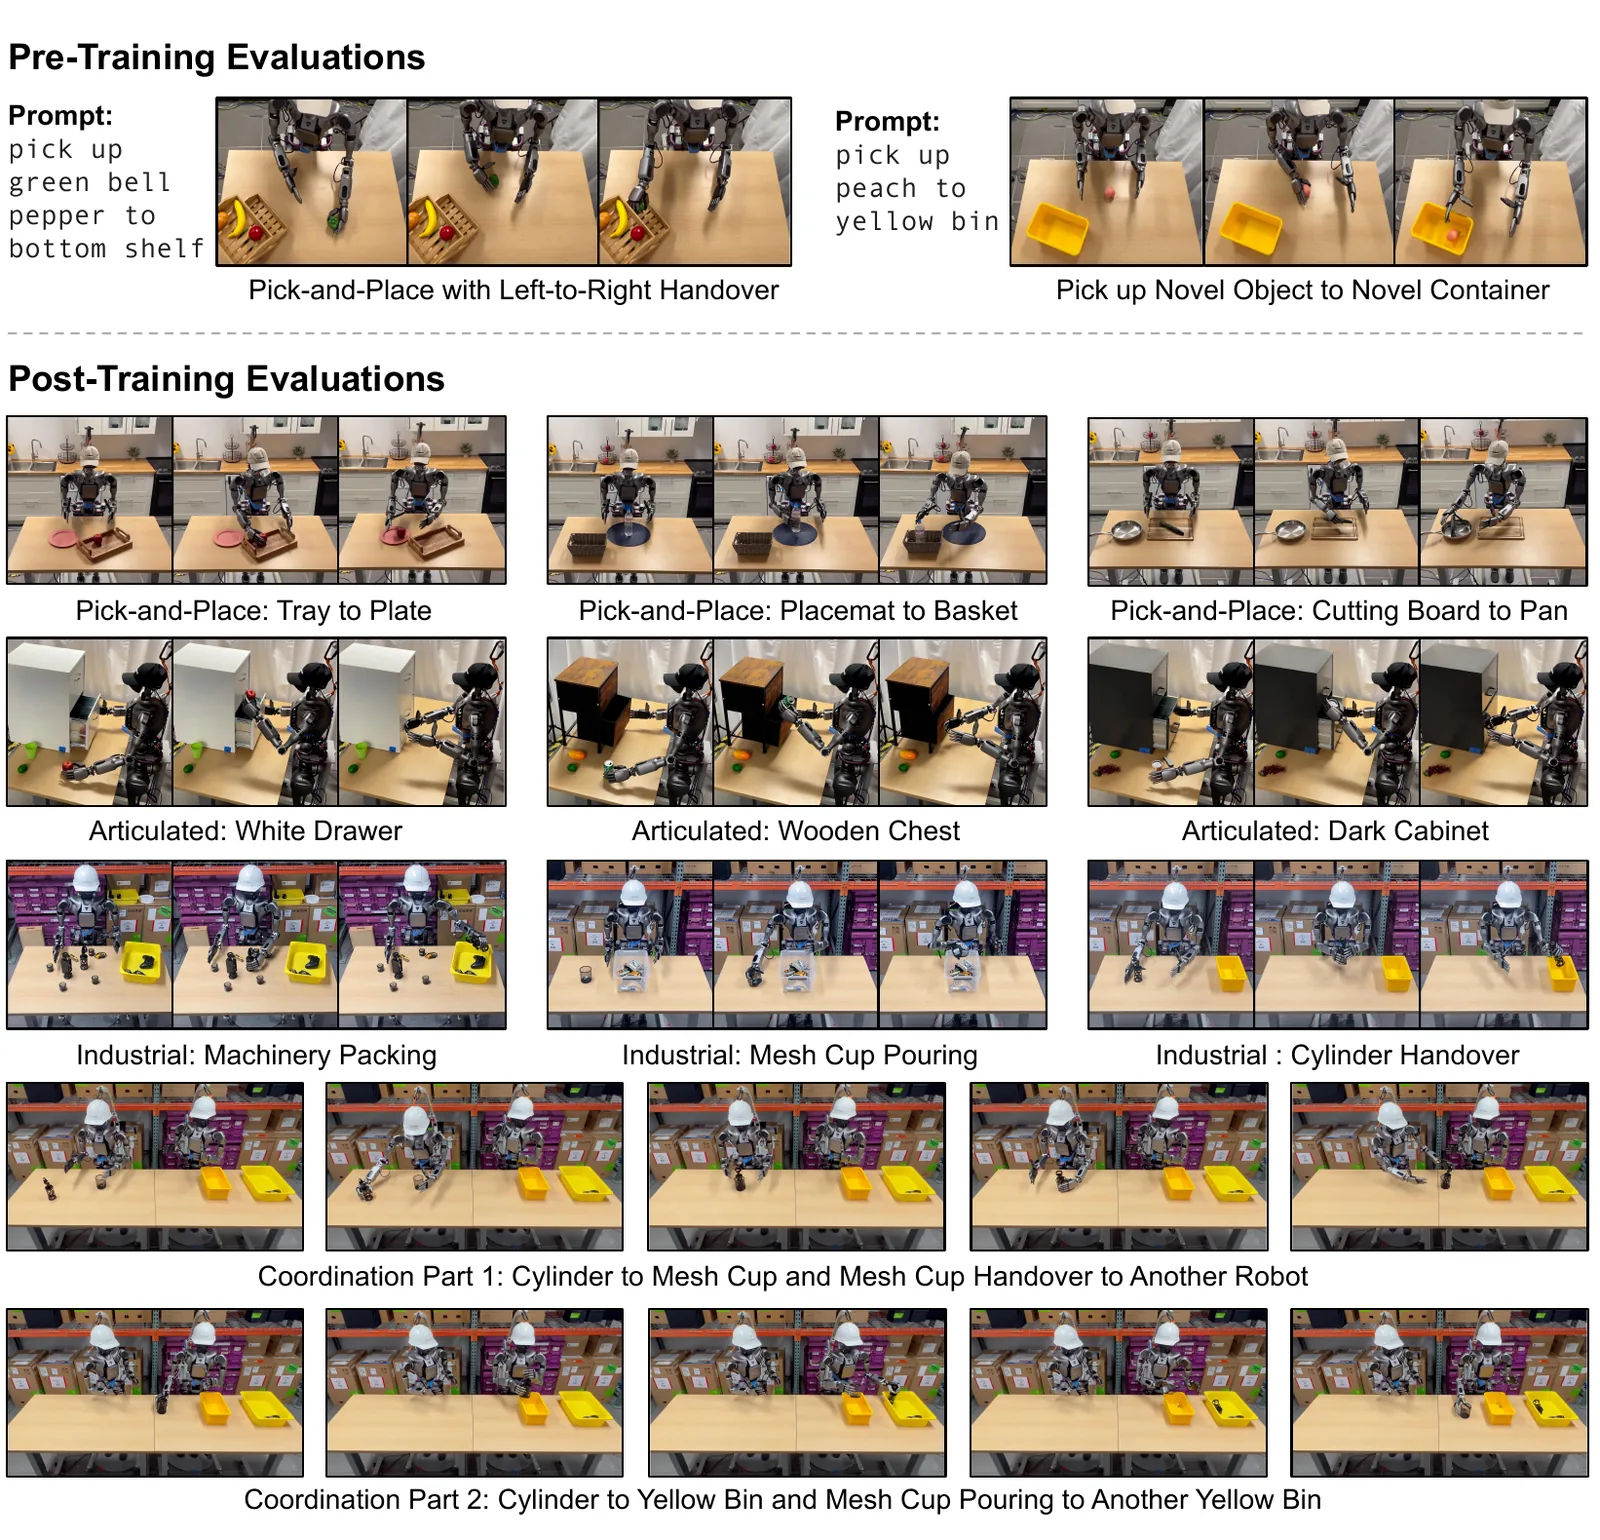 Pre-Training Evaluations
Prompt:
pick up
green bell
pepper to
bottom shelf
Pick-and-Place with Left-to-Right Handover
Prompt:
pick up
peach to
yellow bin
Pick up Novel Object to Novel Container
Post-Training Evaluations
Pick-and-Place: Tray to Plate
Pick-and-Place: Placemat to Basket
Pick-and-Place: Cutting Board to Pan
Articulated: White Drawer
Articulated: Wooden Chest
Articulated: Dark Cabinet
Industrial: Machinery Packing
Industrial: Mesh Cup Pouring
Industrial : Cylinder Handover
Coordination Part 1: Cylinder to Mesh Cup and Mesh Cup Handover to Another Robot
Coordination Part 2: Cylinder to Yellow Bin and Mesh Cup Pouring to Another Yellow Bin